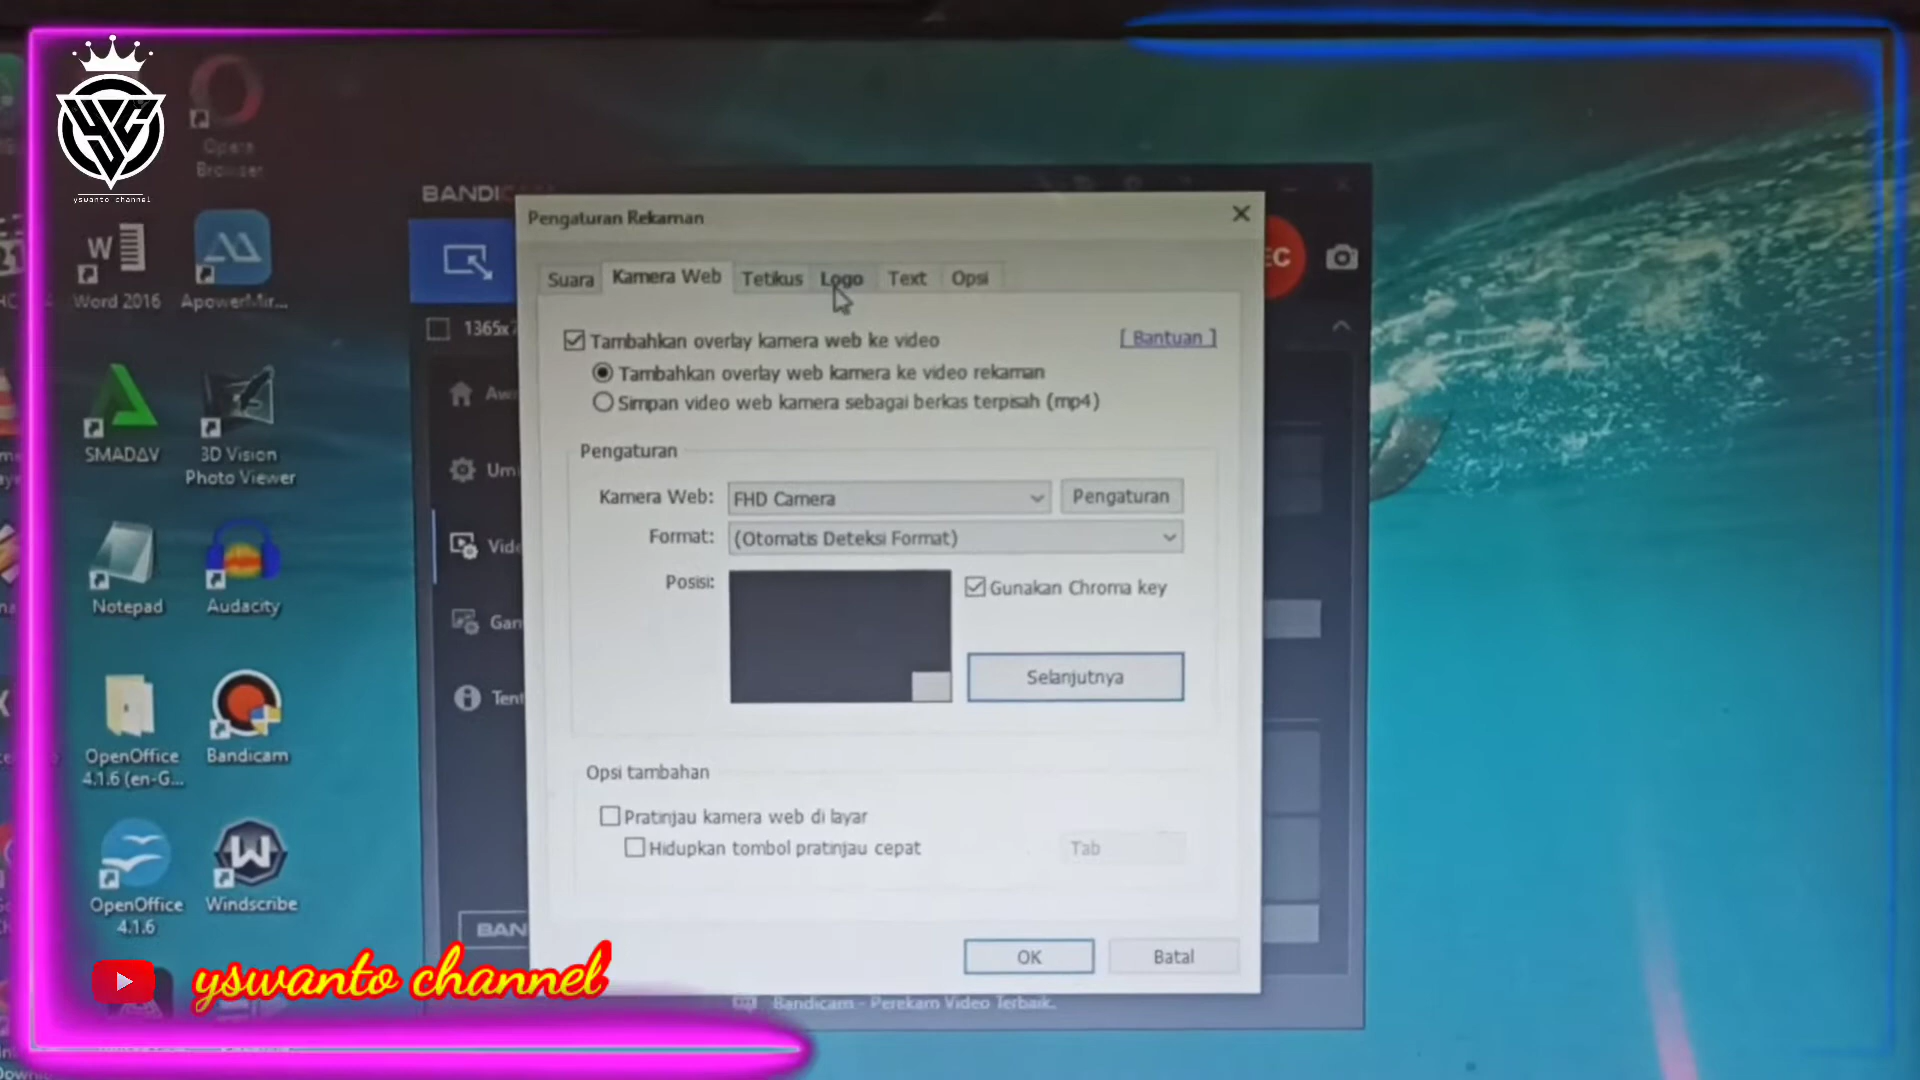 yswanto channel
Opera
Browser
Word 2016
ApowerMir...
SMADAV
3D Vision
Photo Viewer
Notepad
Audacity
OpenOffice
4.1.6 (en-G...
Bandicam
OpenOffice
4.1.6
Windscribe
BANDI
Pengaturan Rekaman
EC
Suara
Kamera Web
Tetikus
Logo
Text
Opsi
1365x
Tambahkan overlay kamera web ke video
[ Bantuan ]
Tambahkan overlay web kamera ke video rekaman
Simpan video web kamera sebagai berkas terpisah (mp4)
Pengaturan
Kamera Web:
FHD Camera
Pengaturan
Format:
(Otomatis Deteksi Format)
Posisi:
Gunakan Chroma key
Selanjutnya
Opsi tambahan
Pratinjau kamera web di layar
Hidupkan tombol pratinjau cepat
Tab
OK
Batal
BAN
Bandicam - Perekam Video Terbaik.
yswanto channel